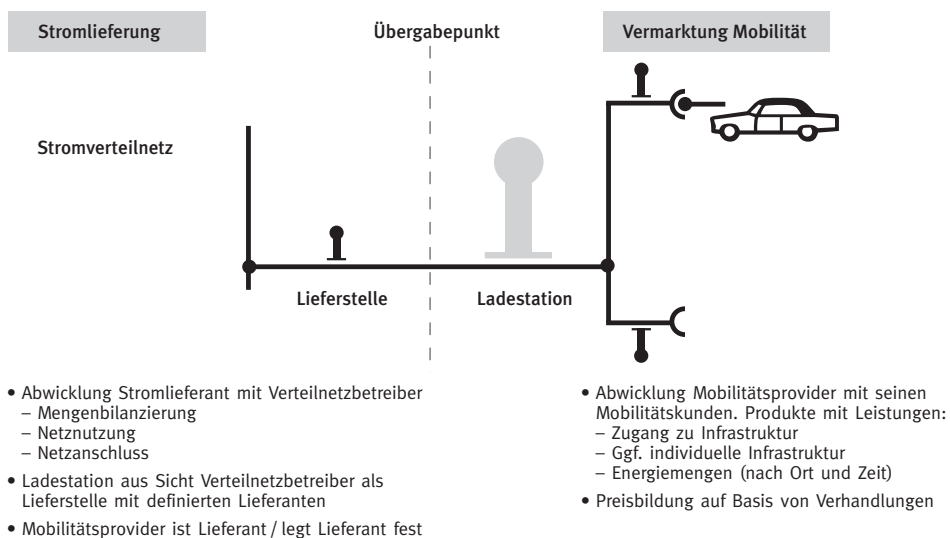 Stromlieferung
Übergabepunkt
Vermarktung Mobilität
Stromverteilnetz
Lieferstelle
Ladestation
• Abwicklung Stromlieferant mit Verteilnetzbetreiber
– Mengenbilanzierung
– Netznutzung
– Netzanschluss
• Ladestation aus Sicht Verteilnetzbetreiber als
Lieferstelle mit definierten Lieferanten
• Mobilitätsprovider ist Lieferant / legt Lieferant fest
• Abwicklung Mobilitätsprovider mit seinen
Mobilitätskunden. Produkte mit Leistungen:
– Zugang zu Infrastruktur
– Ggf. individuelle Infrastruktur
– Energiemengen (nach Ort und Zeit)
• Preisbildung auf Basis von Verhandlungen